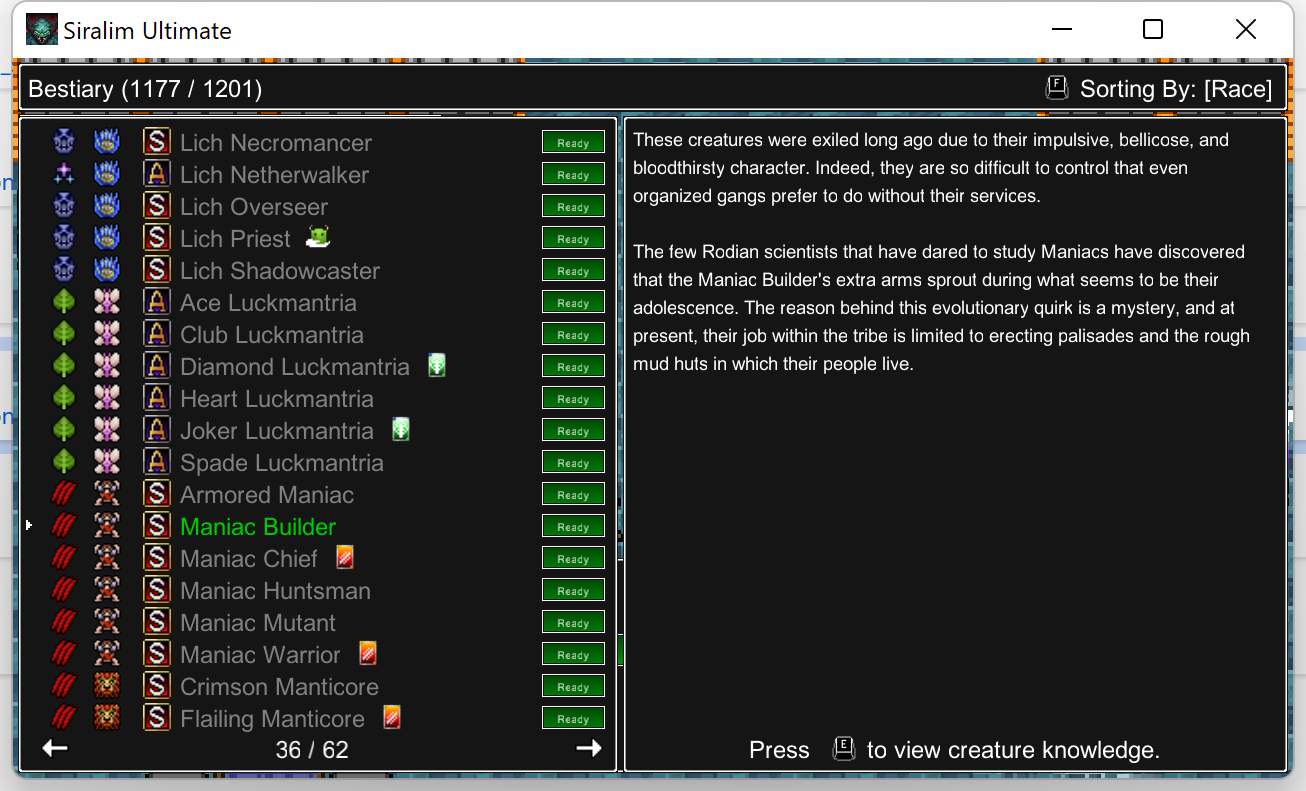 Siralim Ultimate
Bestiary (1177 / 1201)
F Sorting By: [Race]
S Lich Necromancer Ready
A Lich Netherwalker Ready
S Lich Overseer Ready
S Lich Priest Ready
S Lich Shadowcaster Ready
A Ace Luckmantria Ready
A Club Luckmantria Ready
A Diamond Luckmantria Ready
A Heart Luckmantria Ready
A Joker Luckmantria Ready
A Spade Luckmantria Ready
S Armored Maniac Ready
S Maniac Builder Ready
S Maniac Chief Ready
S Maniac Huntsman Ready
S Maniac Mutant Ready
S Maniac Warrior Ready
S Crimson Manticore Ready
S Flailing Manticore Ready
36 / 62
These creatures were exiled long ago due to their impulsive, bellicose, and
bloodthirsty character. Indeed, they are so difficult to control that even
organized gangs prefer to do without their services.
The few Rodian scientists that have dared to study Maniacs have discovered
that the Maniac Builder's extra arms sprout during what seems to be their
adolescence. The reason behind this evolutionary quirk is a mystery, and at
present, their job within the tribe is limited to erecting palisades and the rough
mud huts in which their people live.
Press E to view creature knowledge.